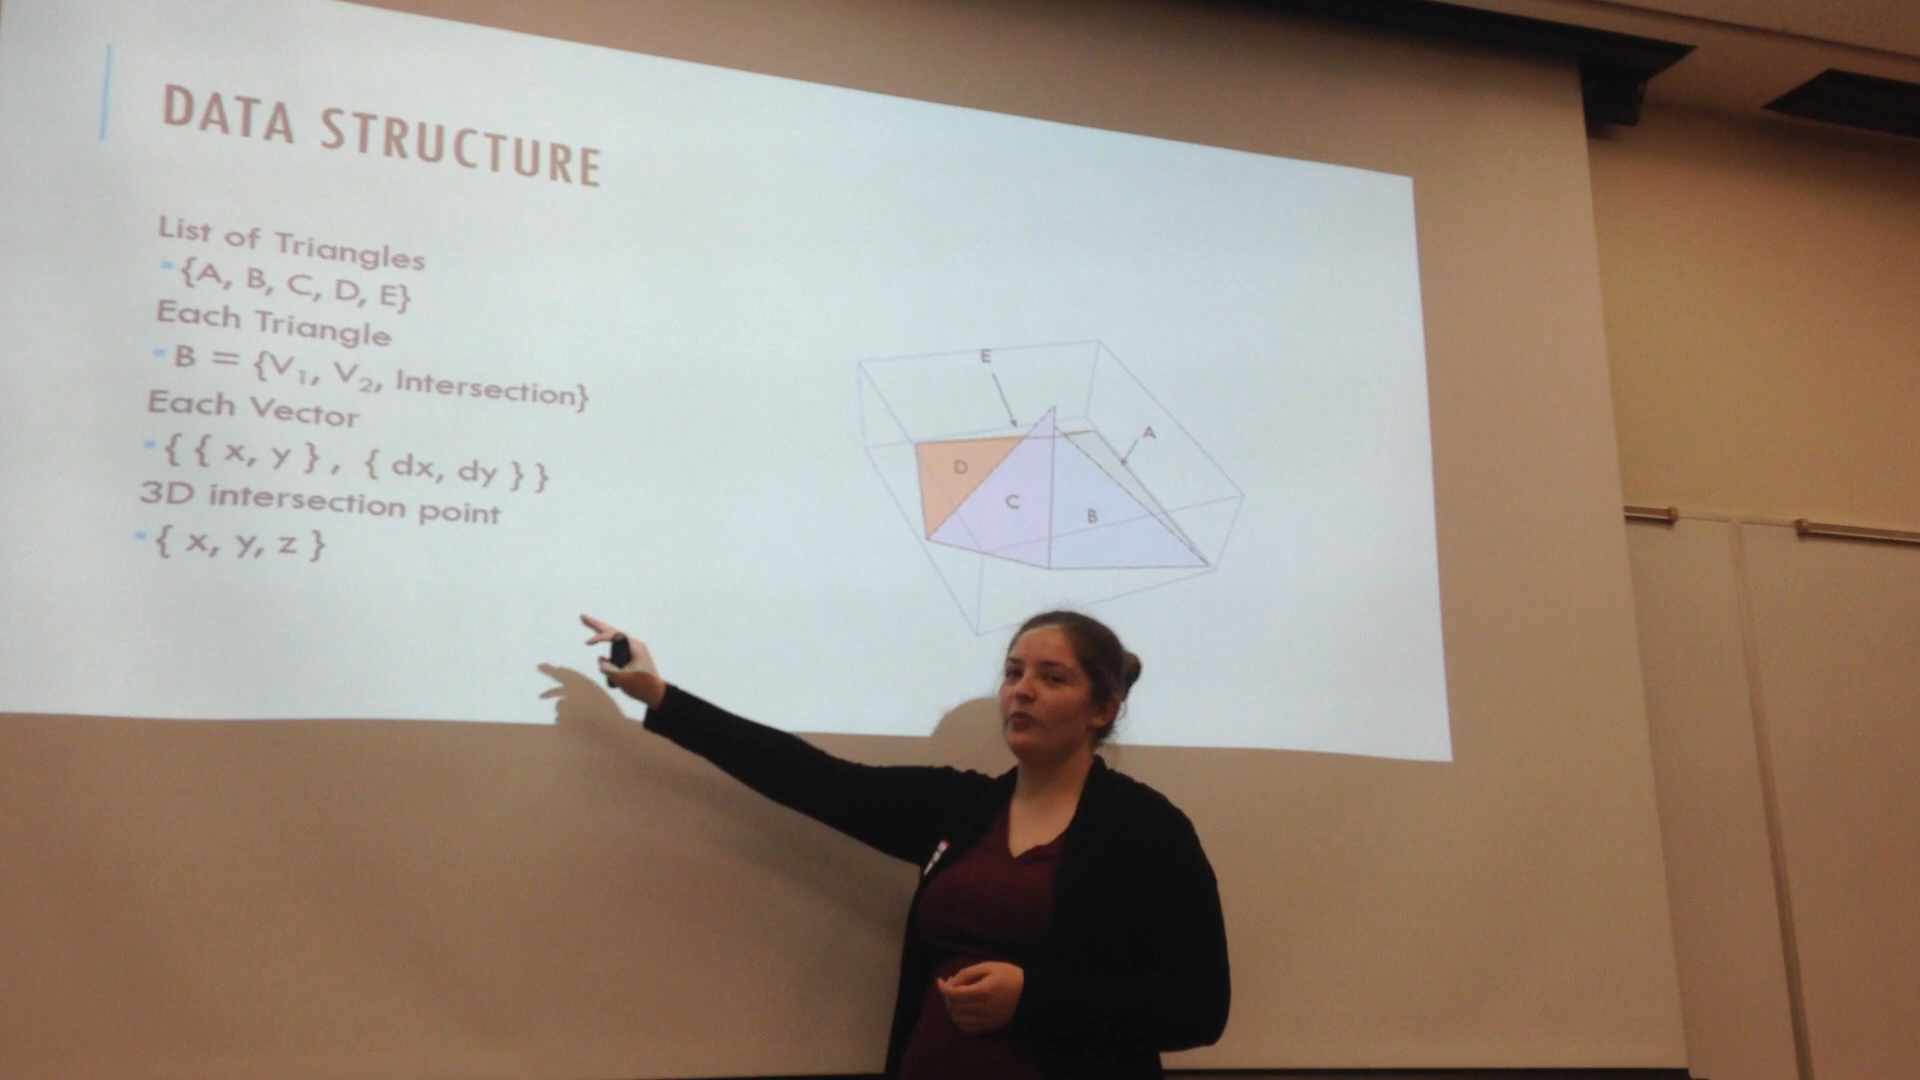 DATA STRUCTURE
List of Triangles
{A, B, C, D, E}
Each Triangle
B = {V₁, V₂, Intersection}
Each Vector
{ { x, y } , { dx, dy } }
3D intersection point
{ x, y, z }
E
A
D
C
B